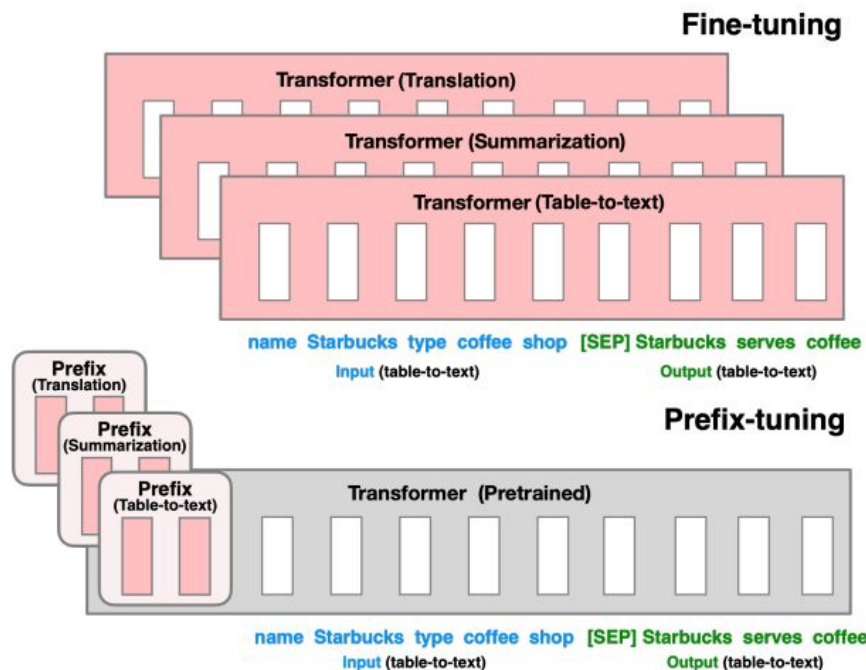 Fine-tuning
Transformer (Translation)
Transformer (Summarization)
Transformer (Table-to-text)
name Starbucks type coffee shop [SEP] Starbucks serves coffee
Input (table-to-text) Output (table-to-text)
Prefix
(Translation)
Prefix-tuning
Prefix
(Summarization)
Prefix
(Table-to-text)
Transformer (Pretrained)
name Starbucks type coffee shop [SEP] Starbucks serves coffee
Input (table-to-text) Output (table-to-text)